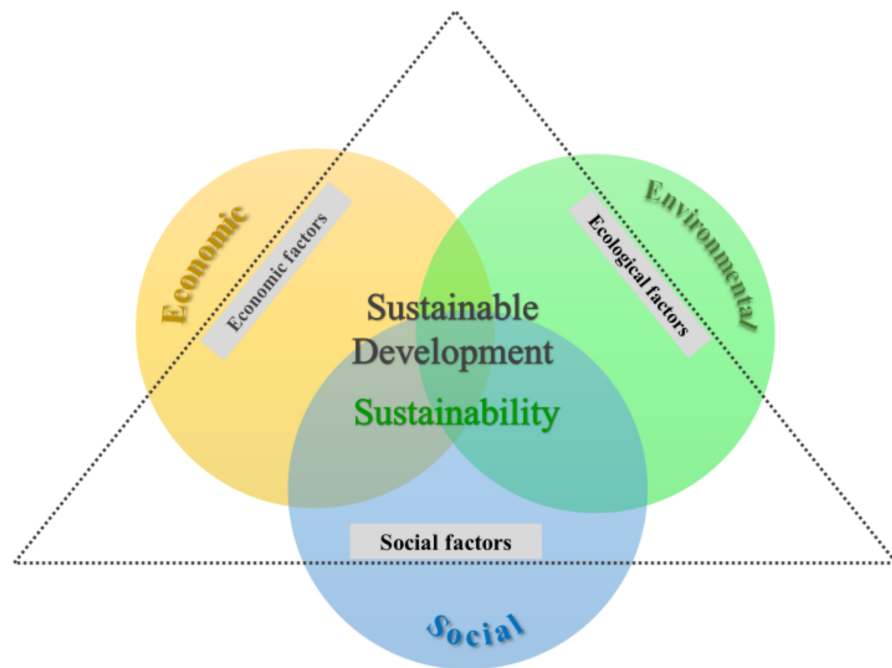 Economic
Economic factors
Environmental
Ecological factors
Sustainable
Development
Sustainability
Social factors
Social